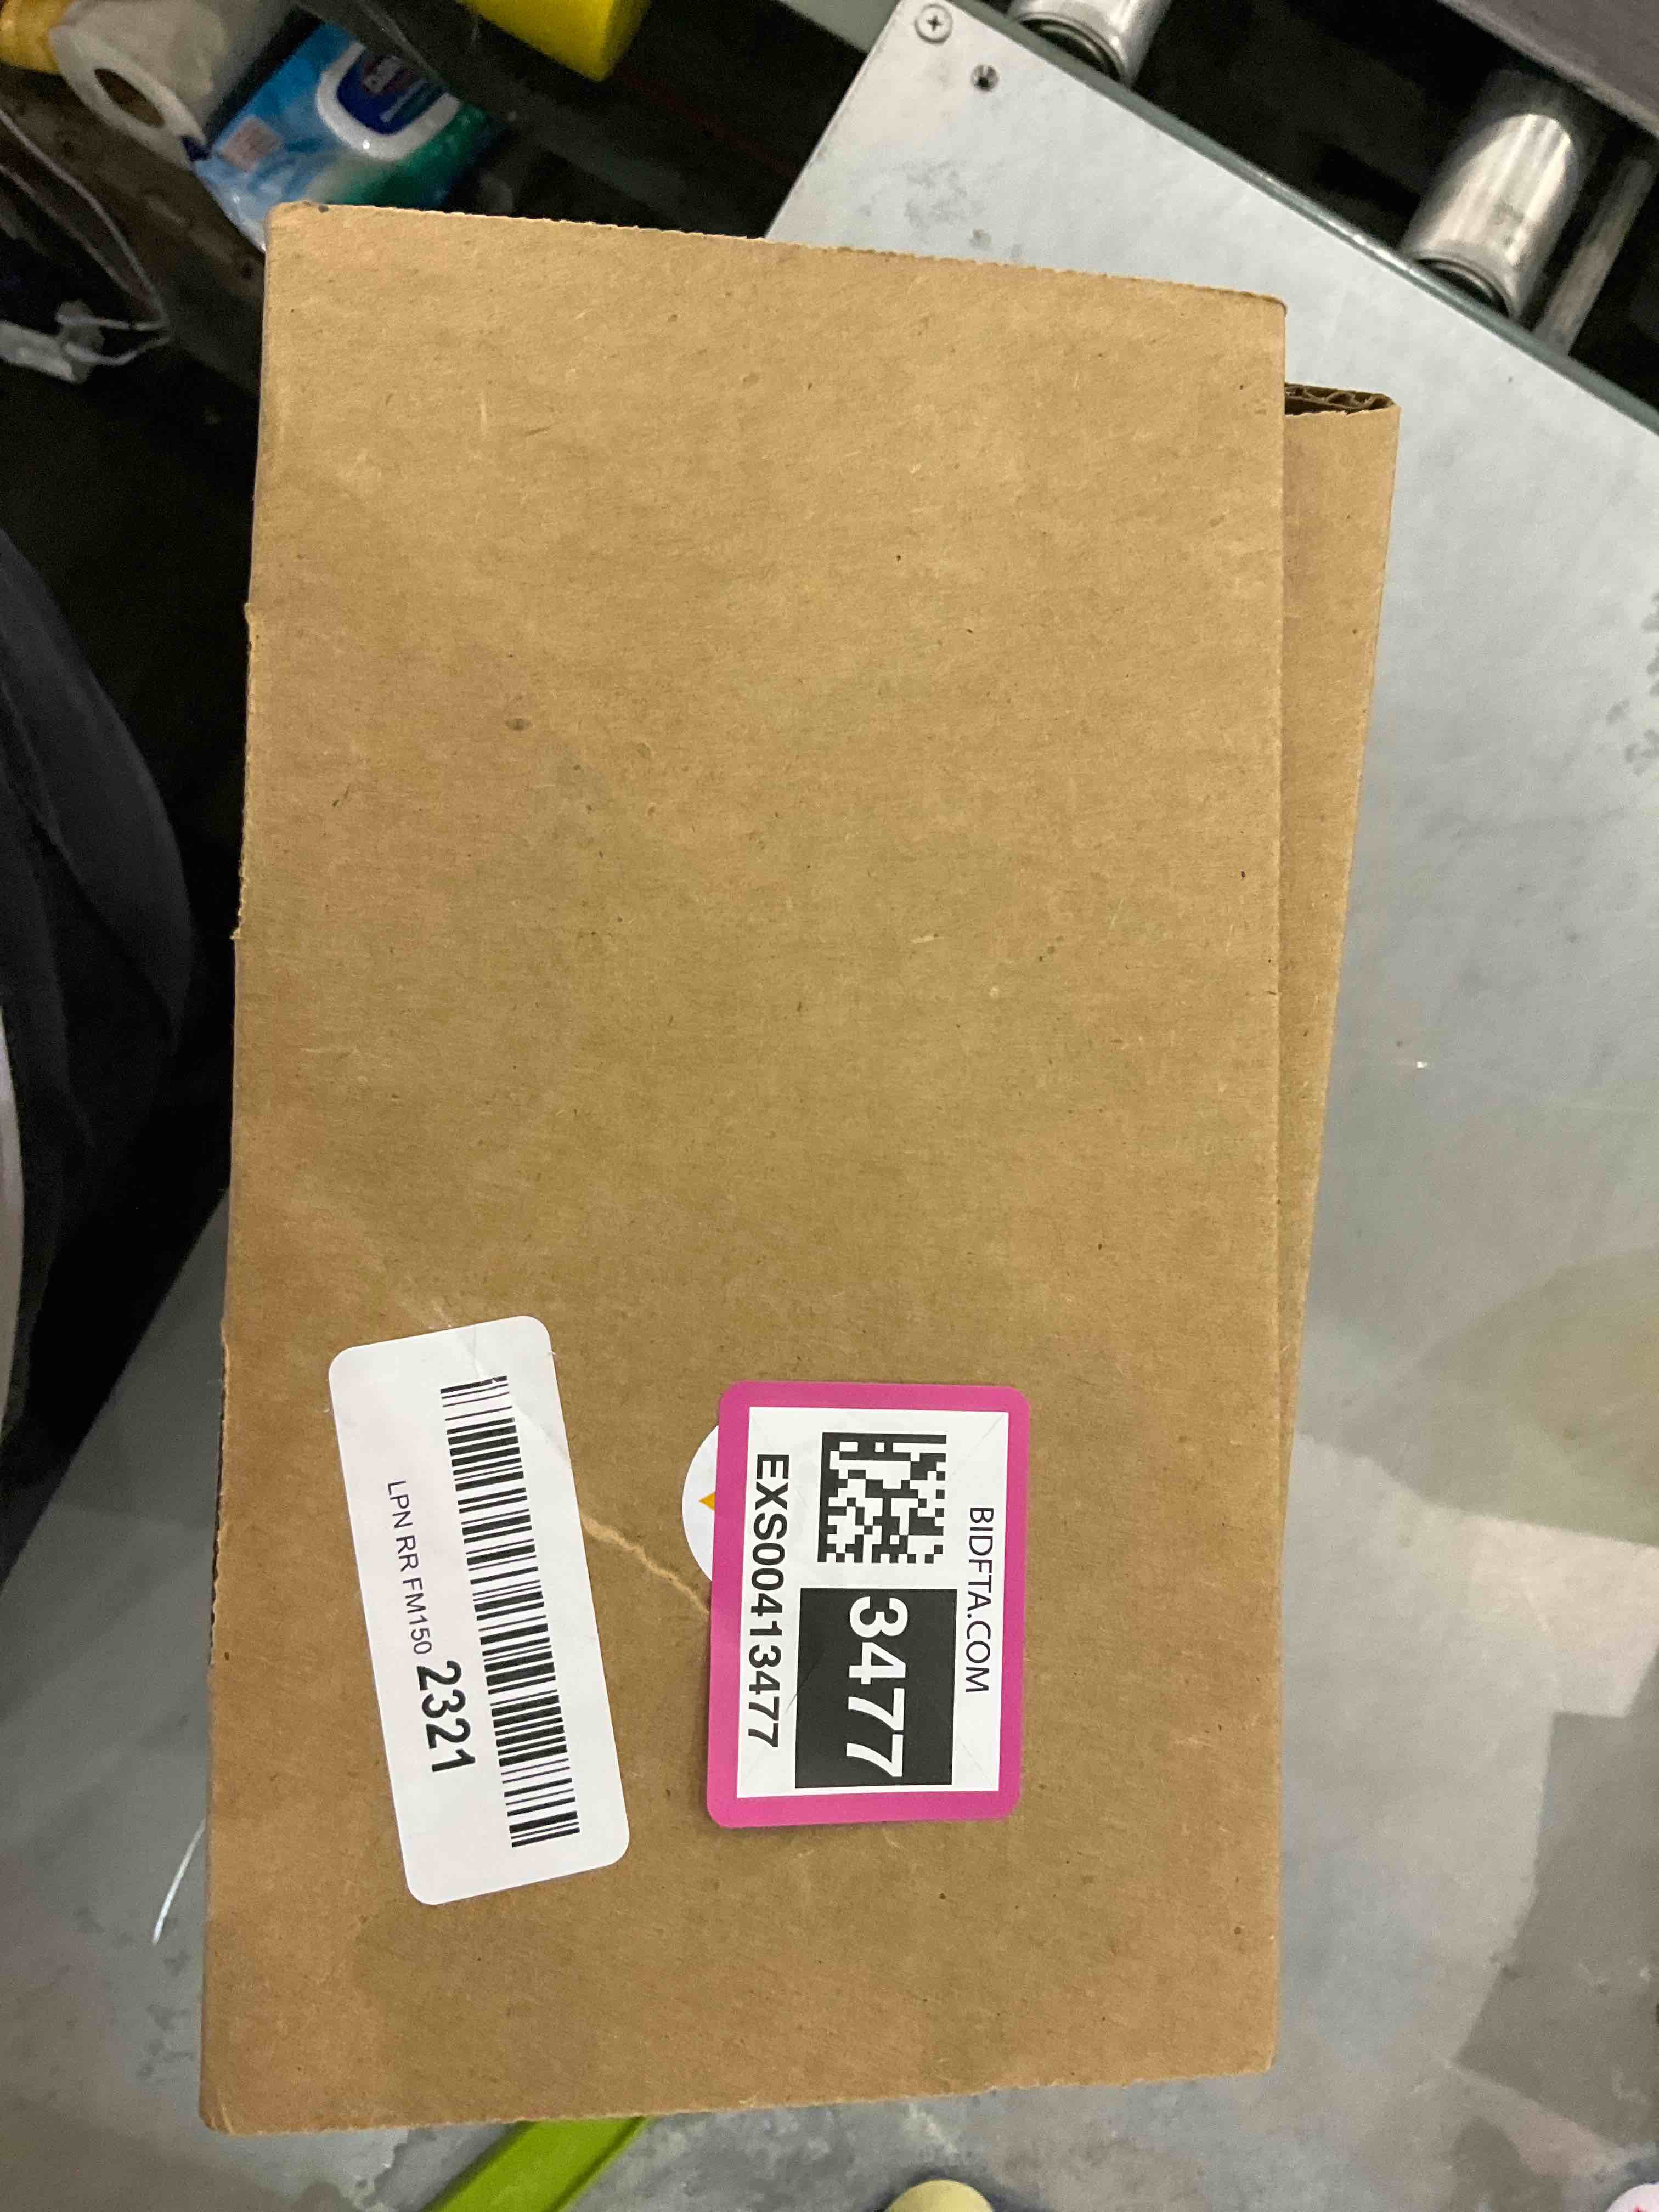 LPN RR FM150 2321
BIDFTA.COM
3477
EXS00413477